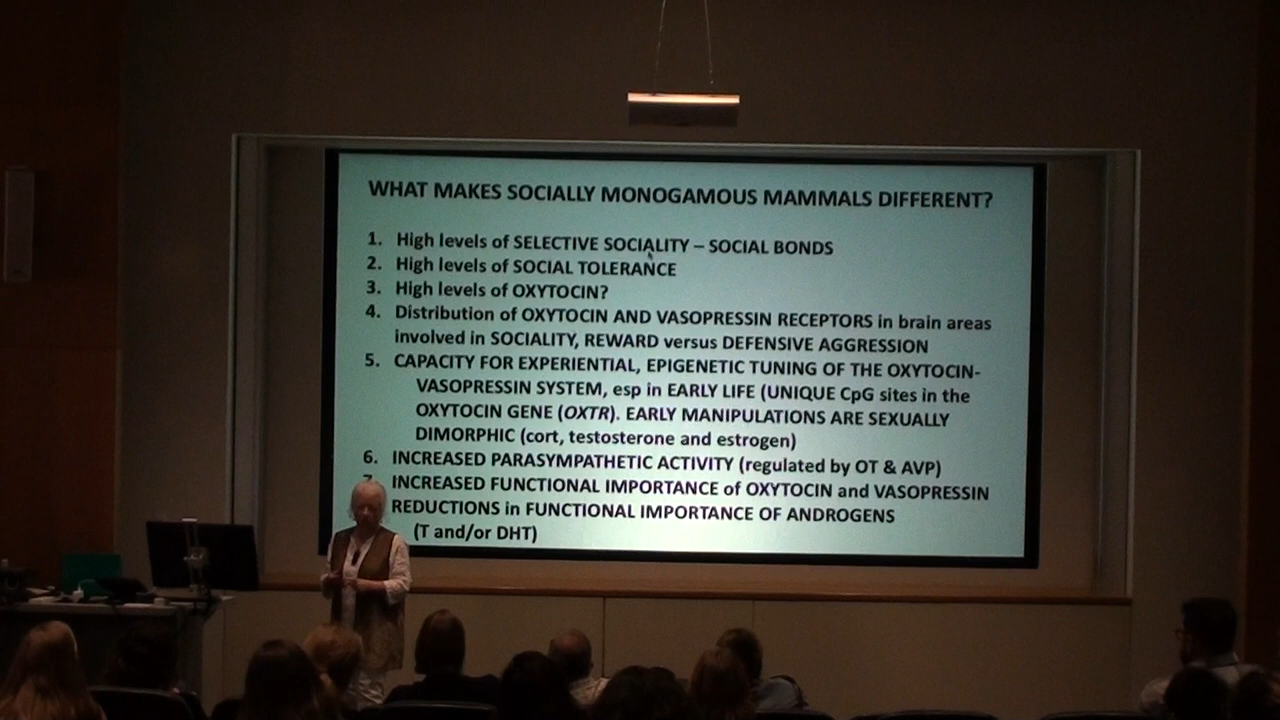 WHAT MAKES SOCIALLY MONOGAMOUS MAMMALS DIFFERENT?
1. High levels of SELECTIVE SOCIALITY – SOCIAL BONDS
2. High levels of SOCIAL TOLERANCE
3. High levels of OXYTOCIN?
4. Distribution of OXYTOCIN AND VASOPRESSIN RECEPTORS in brain areas
involved in SOCIALITY, REWARD versus DEFENSIVE AGGRESSION
5. CAPACITY FOR EXPERIENTIAL, EPIGENETIC TUNING OF THE OXYTOCIN-
VASOPRESSIN SYSTEM, esp in EARLY LIFE (UNIQUE CpG sites in the
OXYTOCIN GENE (OXTR). EARLY MANIPULATIONS ARE SEXUALLY
DIMORPHIC (cort, testosterone and estrogen)
6. INCREASED PARASYMPATHETIC ACTIVITY (regulated by OT & AVP)
INCREASED FUNCTIONAL IMPORTANCE of OXYTOCIN and VASOPRESSIN
REDUCTIONS in FUNCTIONAL IMPORTANCE OF ANDROGENS
(T and/or DHT)